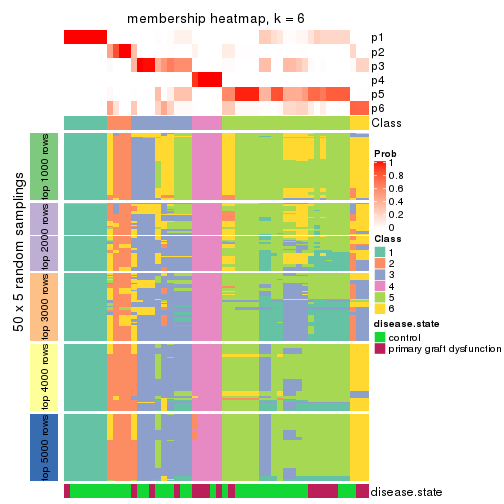 membership heatmap, k = 6
p1
p2
p3
p4
p5
p6
Class
50 x 5 random samplings
top 1000 rows
top 2000 rows
top 3000 rows
top 4000 rows
top 5000 rows
disease.state
Prob
1
0.8
0.6
0.4
0.2
0
Class
1
2
3
4
5
6
disease.state
control
primary graft dysfunction